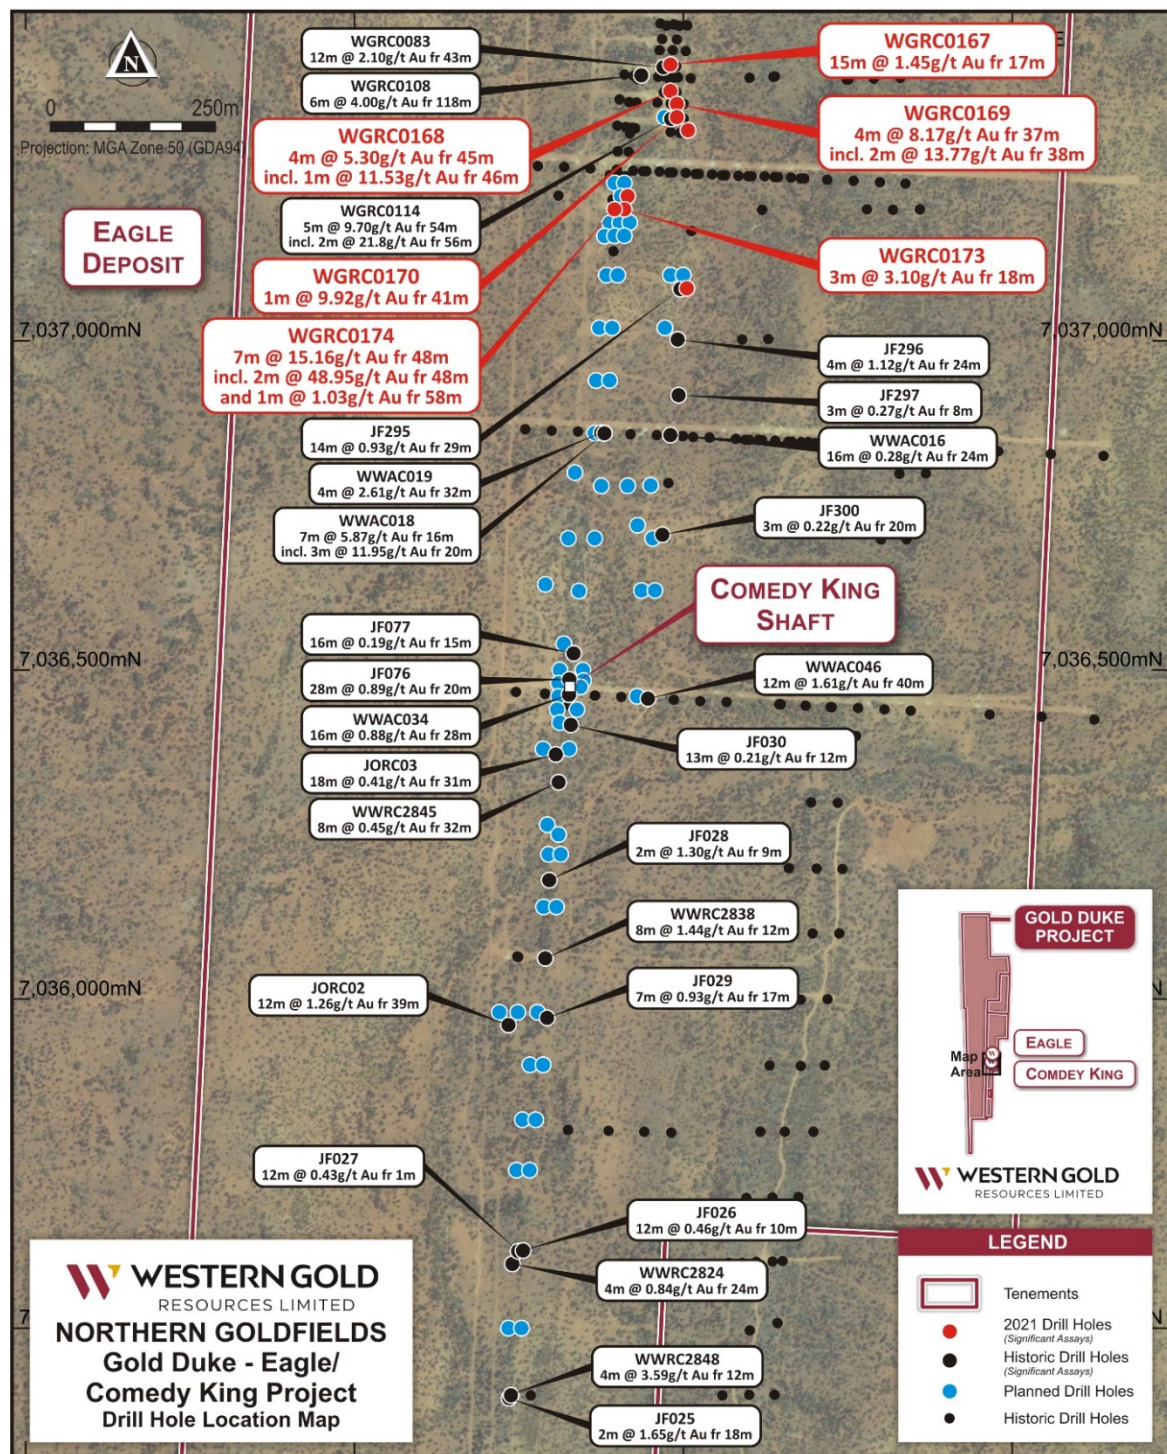 WGRC0083
12m @ 2.10g/t Au fr 43m
WGRC0108
6m @ 4.00g/t Au fr 118m
WGRC0167
15m @ 1.45g/t Au fr 17m
N
0
250m
Projection: MGA Zone 50 (GDA94)
WGRC0168
4m @ 5.30g/t Au fr 45m
incl. 1m @ 11.53g/t Au fr 46m
WGRC0169
4m @ 8.17g/t Au fr 37m
incl. 2m @ 13.77g/t Au fr 38m
WGRC0114
5m @ 9.70g/t Au fr 54m
incl. 2m @ 21.8g/t Au fr 56m
EAGLE
DEPOSIT
WGRC0170
1m @ 9.92g/t Au fr 41m
WGRC0173
3m @ 3.10g/t Au fr 18m
WGRC0174
7m @ 15.16g/t Au fr 48m
incl. 2m @ 48.95g/t Au fr 48m
and 1m @ 1.03g/t Au fr 58m
7,037,000mN
7,037,000mN
JF296
4m @ 1.12g/t Au fr 24m
JF297
3m @ 0.27g/t Au fr 8m
JF295
14m @ 0.93g/t Au fr 29m
WWAC016
16m @ 0.28g/t Au fr 24m
WWAC019
4m @ 2.61g/t Au fr 32m
WWAC018
7m @ 5.87g/t Au fr 16m
incl. 3m @ 11.95g/t Au fr 20m
JF300
3m @ 0.22g/t Au fr 20m
COMEDY KING
SHAFT
JF077
16m @ 0.19g/t Au fr 15m
7,036,500mN
7,036,500mN
JF076
28m @ 0.89g/t Au fr 20m
WWAC046
12m @ 1.61g/t Au fr 40m
WWAC034
16m @ 0.88g/t Au fr 28m
JF030
13m @ 0.21g/t Au fr 12m
JORC03
18m @ 0.41g/t Au fr 31m
WWRC2845
8m @ 0.45g/t Au fr 32m
JF028
2m @ 1.30g/t Au fr 9m
WWRC2838
8m @ 1.44g/t Au fr 12m
7,036,000mN
N
JORC02
12m @ 1.26g/t Au fr 39m
JF029
7m @ 0.93g/t Au fr 17m
GOLD DUKE
PROJECT
EAGLE
Map
Area
COMDEY KING
WESTERN GOLD
RESOURCES LIMITED
JF027
12m @ 0.43g/t Au fr 1m
JF026
12m @ 0.46g/t Au fr 10m
WWRC2824
4m @ 0.84g/t Au fr 24m
WWRC2848
4m @ 3.59g/t Au fr 12m
JF025
2m @ 1.65g/t Au fr 18m
WESTERN GOLD
RESOURCES LIMITED
NORTHERN GOLDFIELDS
Gold Duke - Eagle/
Comedy King Project
Drill Hole Location Map
LEGEND
Tenements
2021 Drill Holes
(Significant Assays)
Historic Drill Holes
(Significant Assays)
Planned Drill Holes
Historic Drill Holes